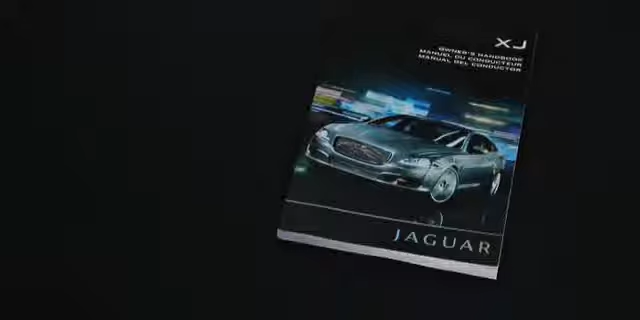 XJ
OWNER'S HANDBOOK
MANUEL DU CONDUCTEUR
MANUAL DEL CONDUCTOR
JAGUAR